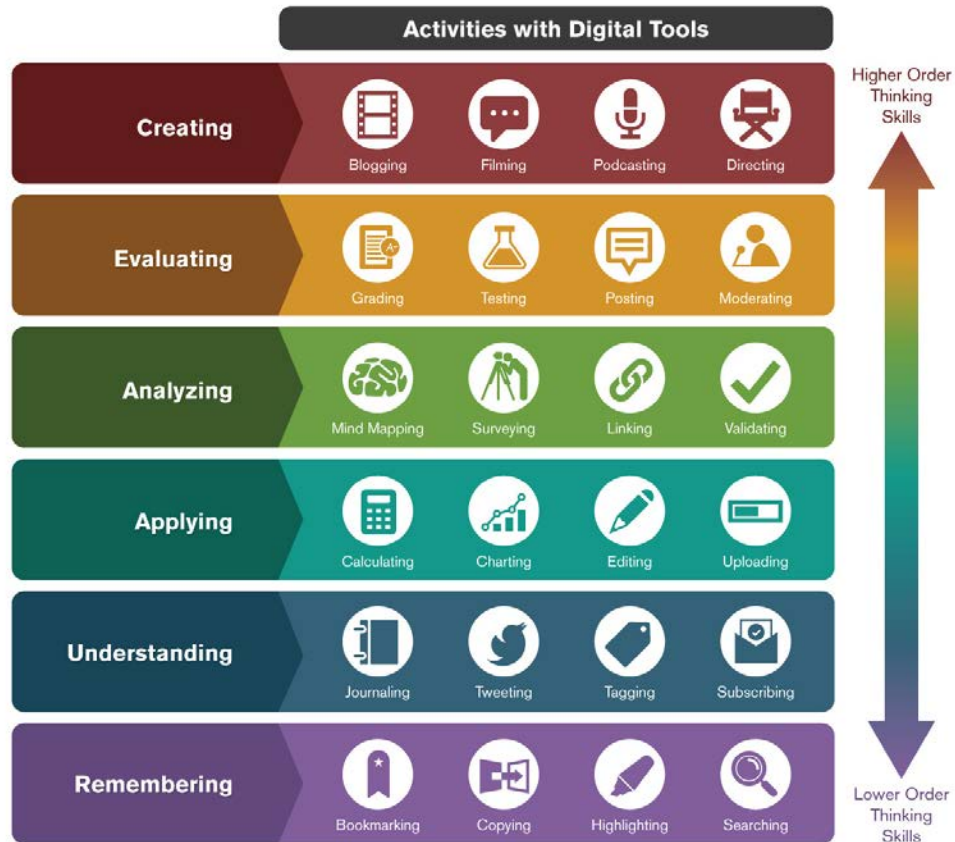 Activities with Digital Tools
Higher Order
Thinking
Skills
Creating
Blogging
Filming
Podcasting
Directing
Evaluating
A+
Grading
Testing
Posting
Moderating
Analyzing
Mind Mapping
Surveying
Linking
Validating
Applying
Calculating
Charting
Editing
Uploading
Understanding
Journaling
Tweeting
Tagging
Subscribing
Remembering
Bookmarking
Copying
Highlighting
Searching
Lower Order
Thinking
Skills